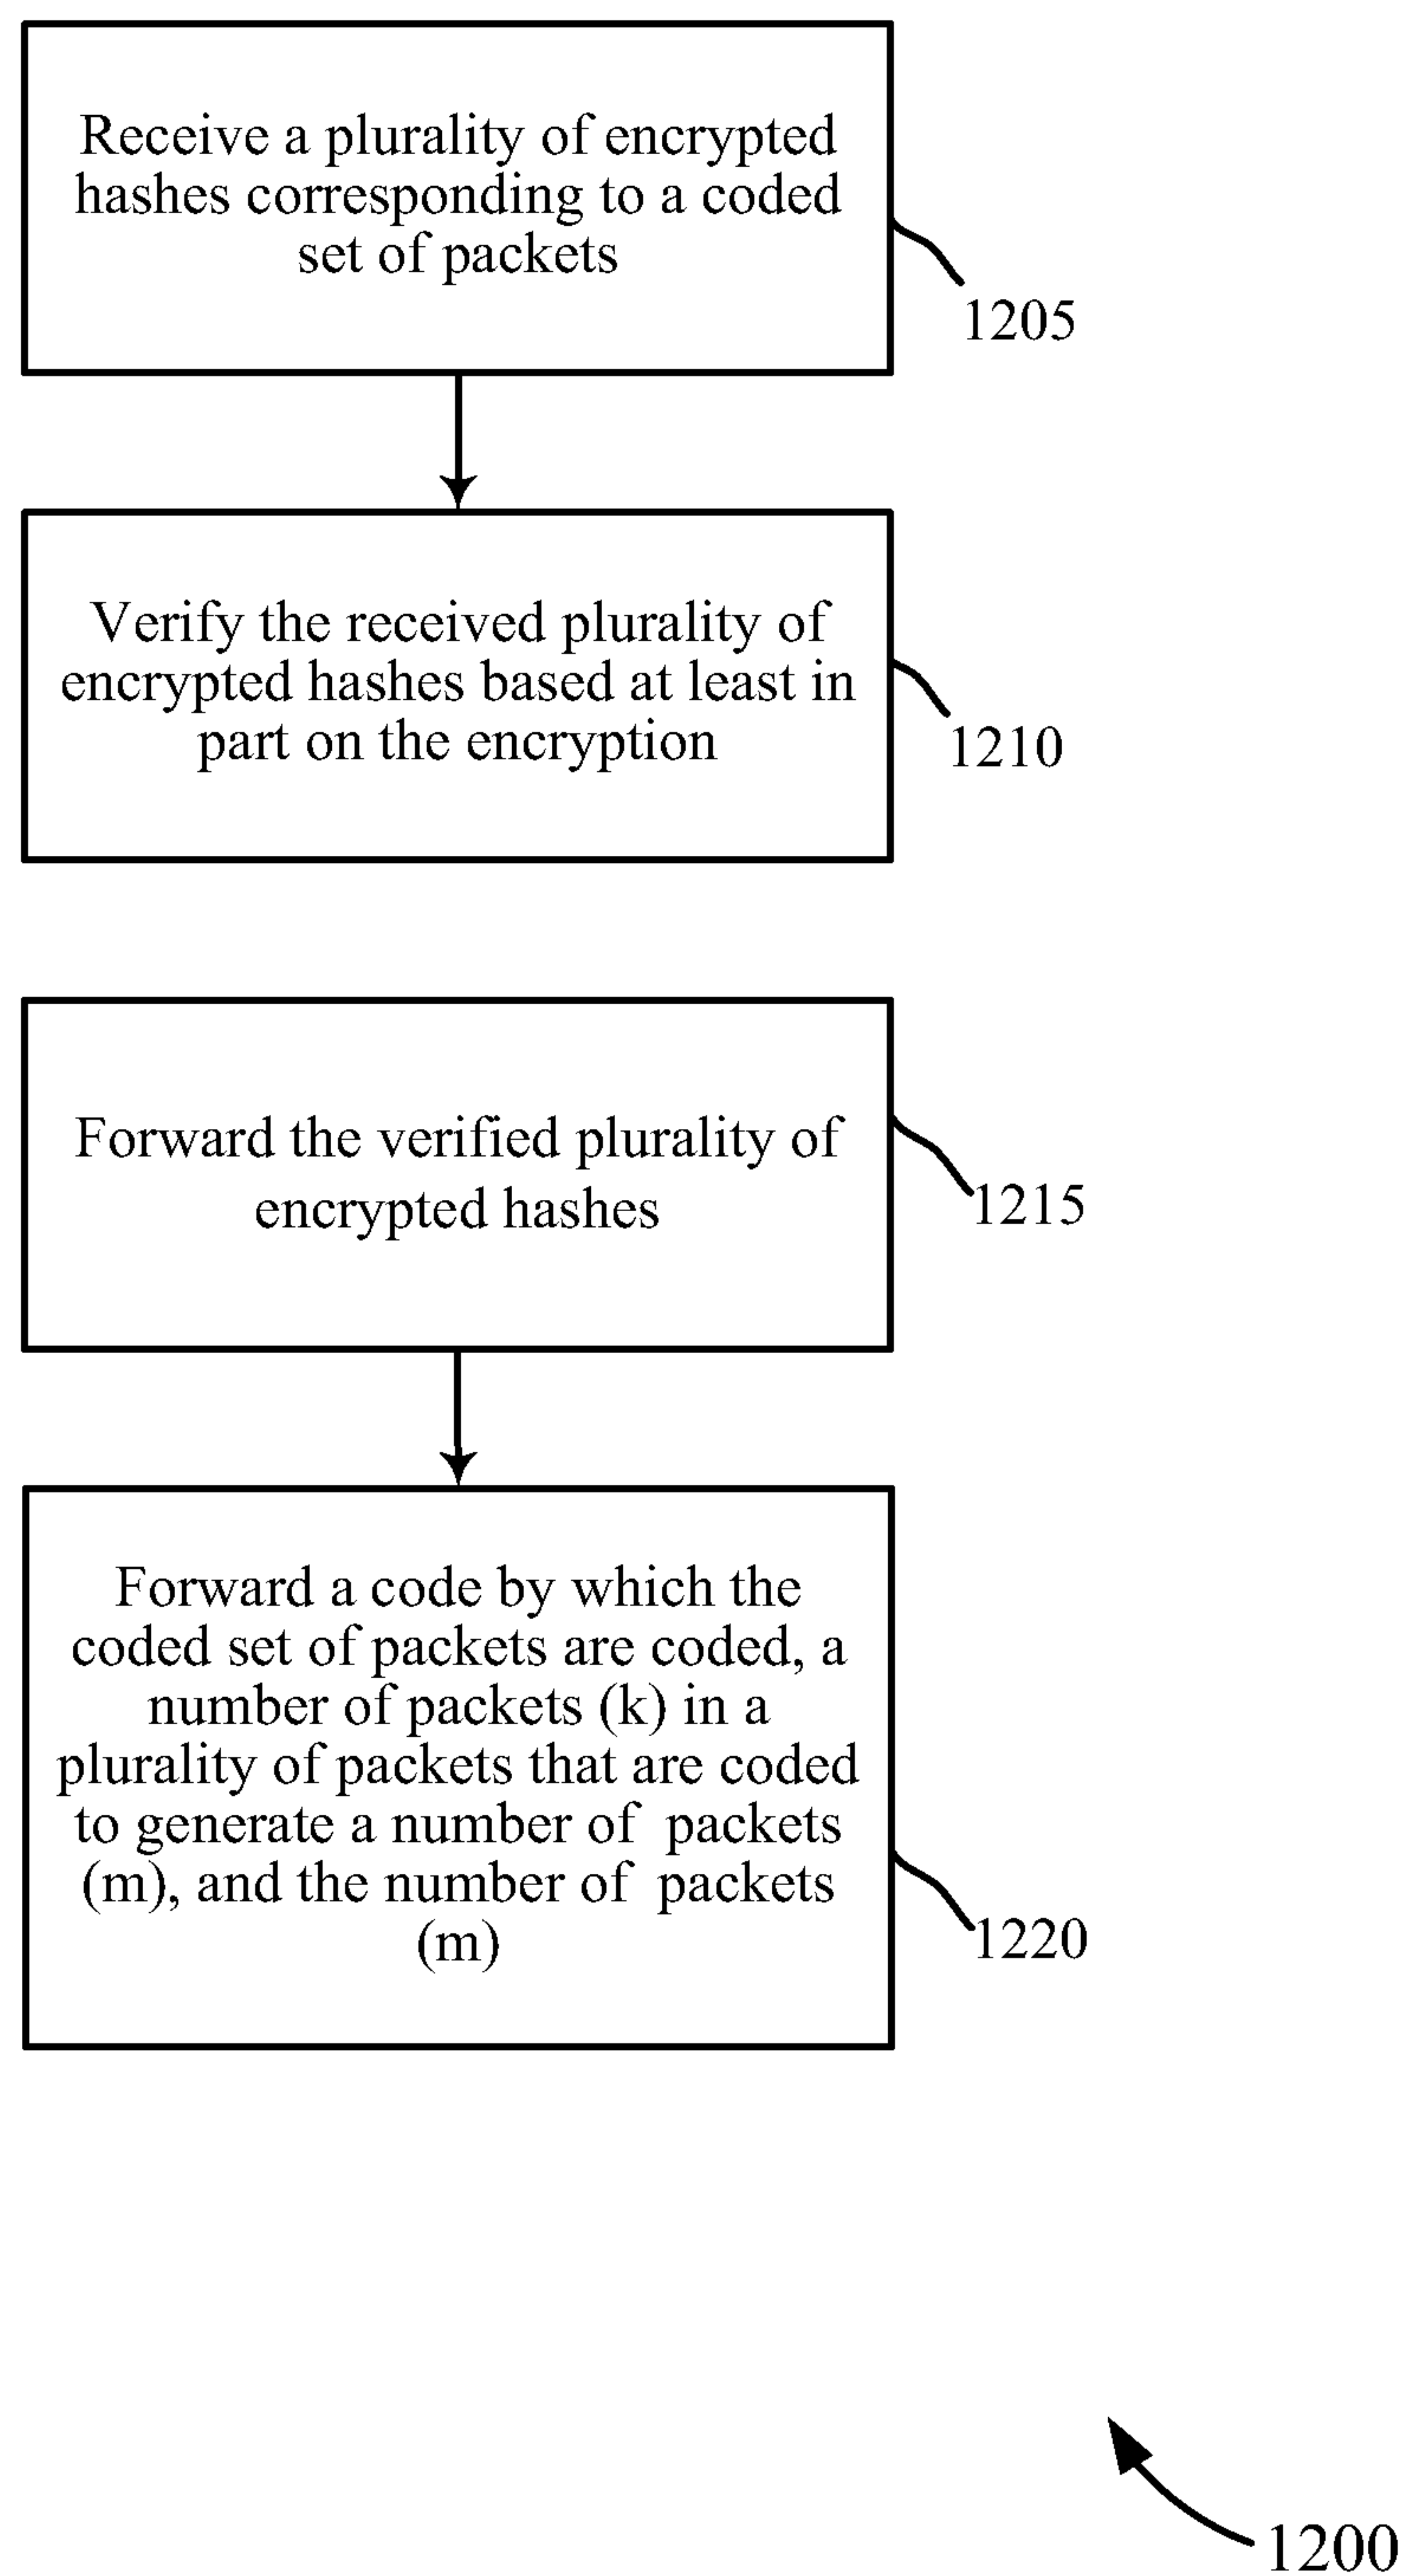 Receive a plurality of encrypted
hashes corresponding to a coded
set of packets
1205
Verify the received plurality of
encrypted hashes based at least in
part on the encryption
1210
Forward the verified plurality of
encrypted hashes
1215
Forward a code by which the
coded set of packets are coded, a
number of packets (k) in a
plurality of packets that are coded
to generate a number of  packets
(m), and the number of  packets
(m)
1220
1200